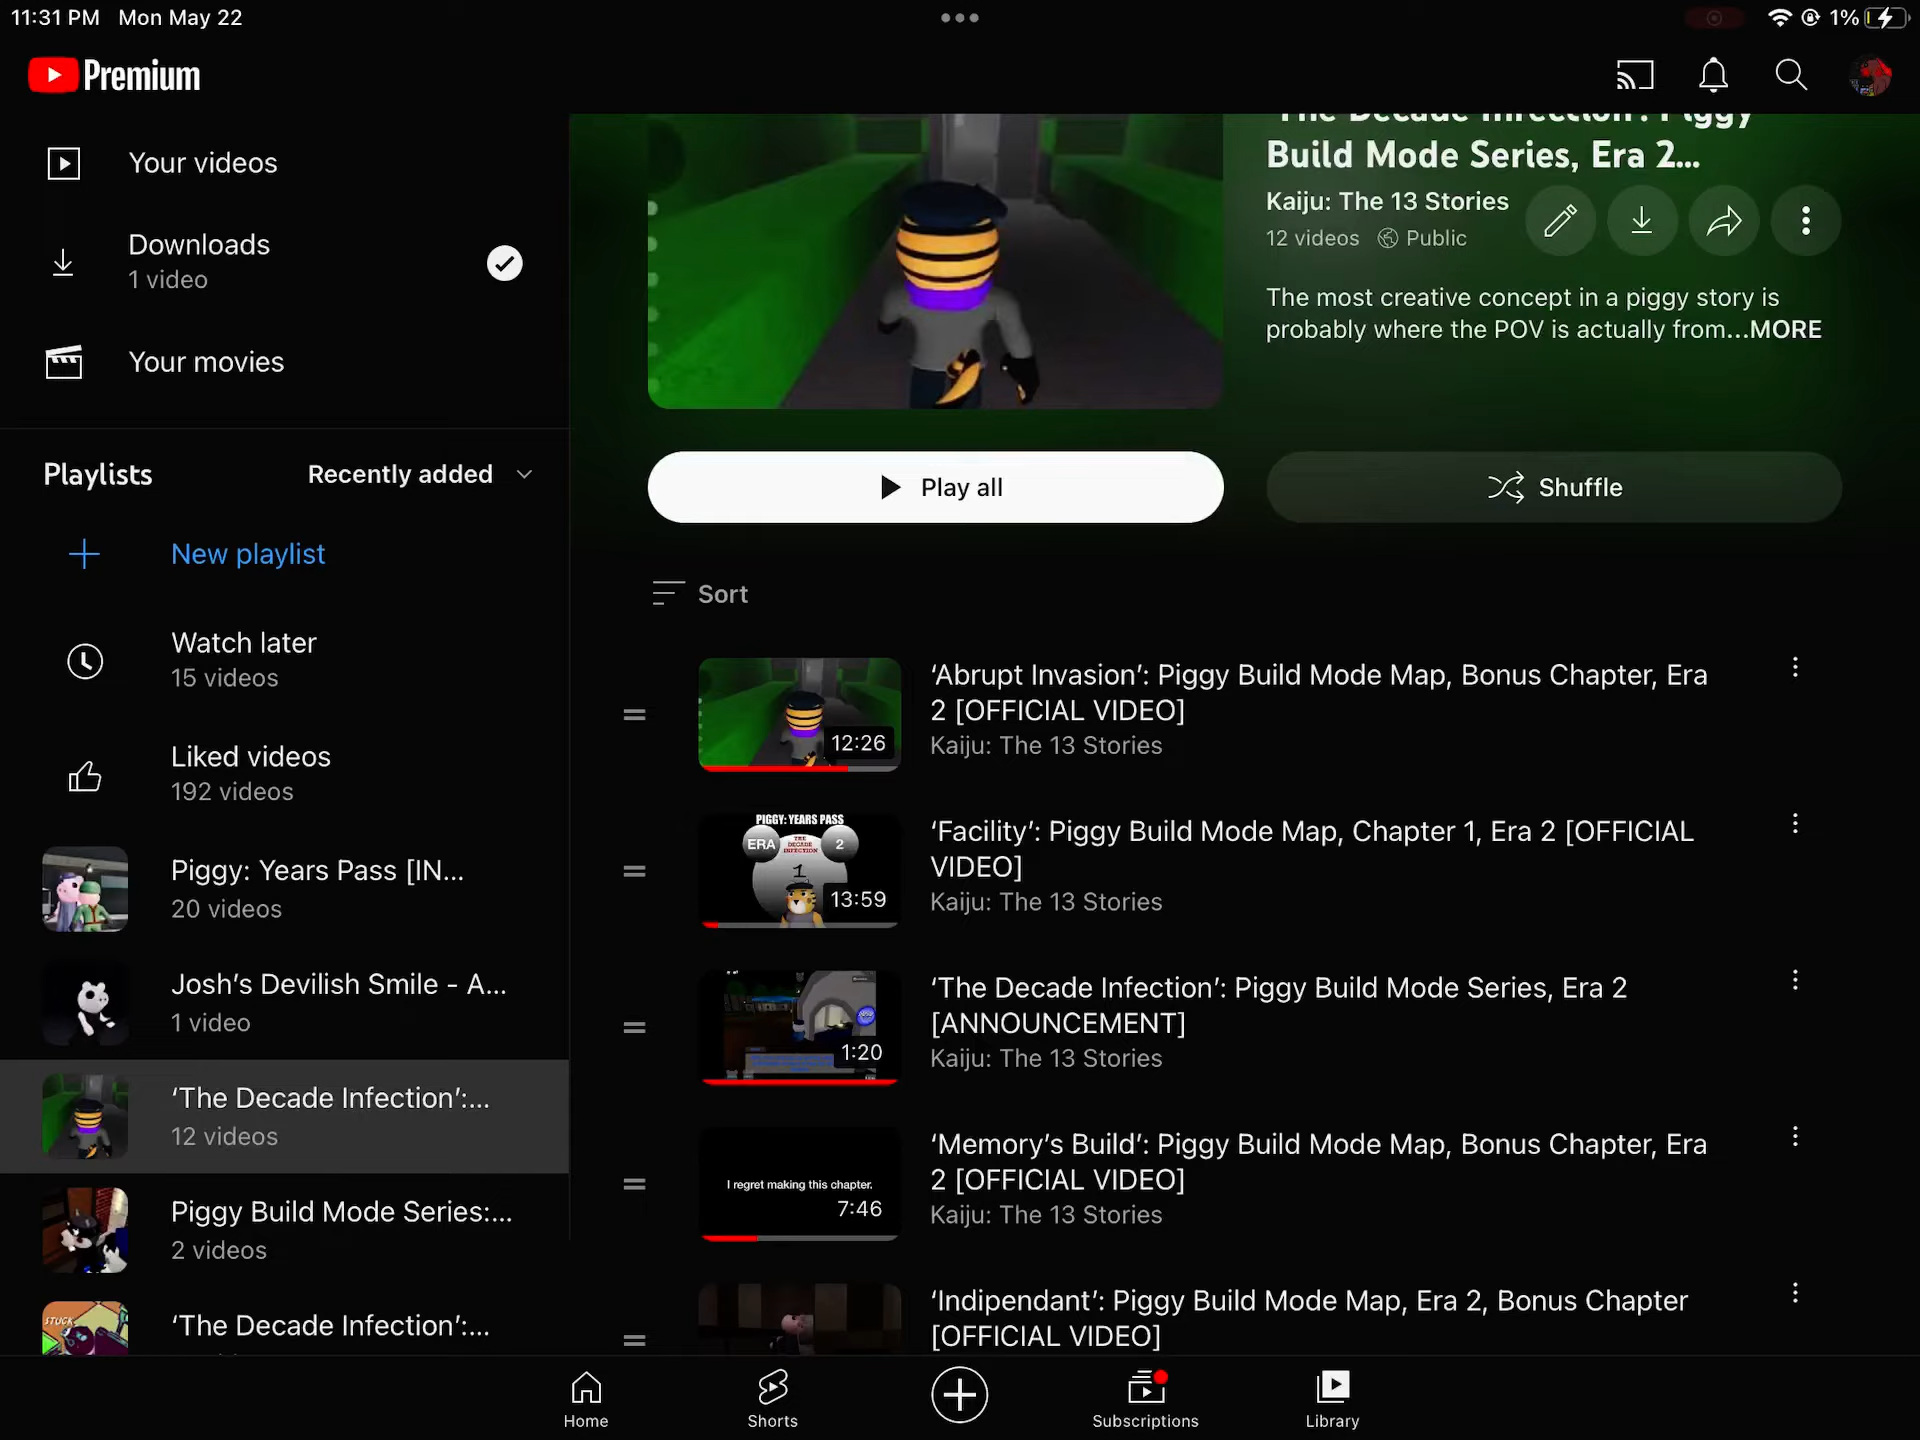 11:31 PM Mon May 22
1%
Premium
Your videos
Downloads
1 video
Your movies
Playlists
Recently added
New playlist
Watch later
15 videos
Liked videos
192 videos
Piggy: Years Pass [IN...
20 videos
Josh’s Devilish Smile - A...
1 video
‘The Decade Infection’:...
12 videos
Piggy Build Mode Series:...
2 videos
‘The Decade Infection’:...
STUCK
‘The Decade Infection’: Piggy
Build Mode Series, Era 2...
Kaiju: The 13 Stories
12 videos Public
The most creative concept in a piggy story is
probably where the POV is actually from...MORE
Play all
Shuffle
Sort
12:26
‘Abrupt Invasion’: Piggy Build Mode Map, Bonus Chapter, Era
2 [OFFICIAL VIDEO]
Kaiju: The 13 Stories
PIGGY: YEARS PASS
ERA
THE
DECADE
INFECTION
2
1
13:59
‘Facility’: Piggy Build Mode Map, Chapter 1, Era 2 [OFFICIAL
VIDEO]
Kaiju: The 13 Stories
1:20
‘The Decade Infection’: Piggy Build Mode Series, Era 2
[ANNOUNCEMENT]
Kaiju: The 13 Stories
I regret making this chapter.
7:46
‘Memory’s Build’: Piggy Build Mode Map, Bonus Chapter, Era
2 [OFFICIAL VIDEO]
Kaiju: The 13 Stories
‘Indipendant’: Piggy Build Mode Map, Era 2, Bonus Chapter
[OFFICIAL VIDEO]
Home
Shorts
Subscriptions
Library